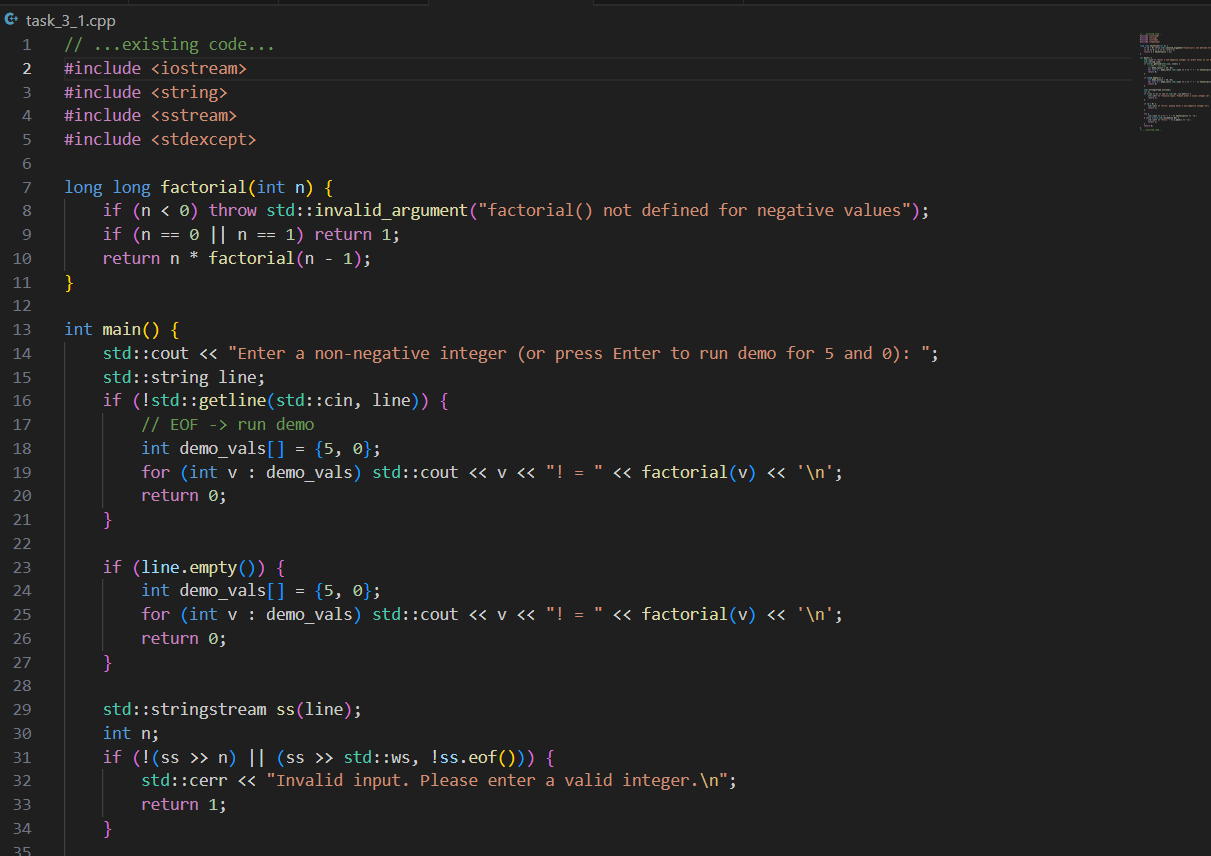 task_3_1.cpp
1 // ...existing code...
2 #include <iostream>
3 #include <string>
4 #include <sstream>
5 #include <stdexcept>
6
7 long long factorial(int n) {
8     if (n < 0) throw std::invalid_argument("factorial() not defined for negative values");
9     if (n == 0 || n == 1) return 1;
10     return n * factorial(n - 1);
11 }
12
13 int main() {
14     std::cout << "Enter a non-negative integer (or press Enter to run demo for 5 and 0): ";
15     std::string line;
16     if (!std::getline(std::cin, line)) {
17         // EOF -> run demo
18         int demo_vals[] = {5, 0};
19         for (int v : demo_vals) std::cout << v << "! = " << factorial(v) << '\n';
20         return 0;
21     }
22
23     if (line.empty()) {
24         int demo_vals[] = {5, 0};
25         for (int v : demo_vals) std::cout << v << "! = " << factorial(v) << '\n';
26         return 0;
27     }
28
29     std::stringstream ss(line);
30     int n;
31     if (!(ss >> n) || (ss >> std::ws, !ss.eof())) {
32         std::cerr << "Invalid input. Please enter a valid integer.\n";
33         return 1;
34     }
35